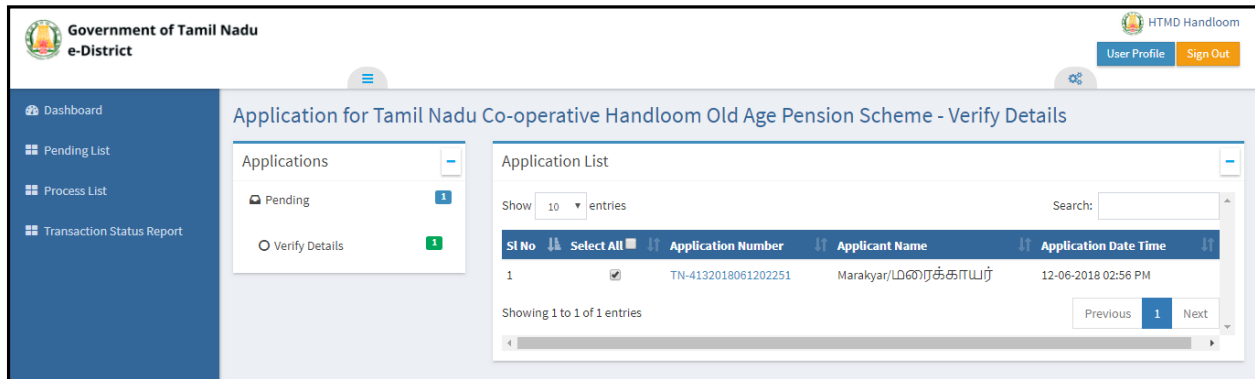 Government of Tamil Nadu
e-District
HTMD Handloom
User Profile
Sign Out
Dashboard
Pending List
Process List
Transaction Status Report
Application for Tamil Nadu Co-operative Handloom Old Age Pension Scheme - Verify Details
Applications
Pending 1
Verify Details 1
Application List
Show 10 entries
Search:
Sl No Select All Application Number Applicant Name Application Date Time
1 TN-4132018061202251 Marakyar/மரைக்காயர் 12-06-2018 02:56 PM
Showing 1 to 1 of 1 entries
Previous 1 Next